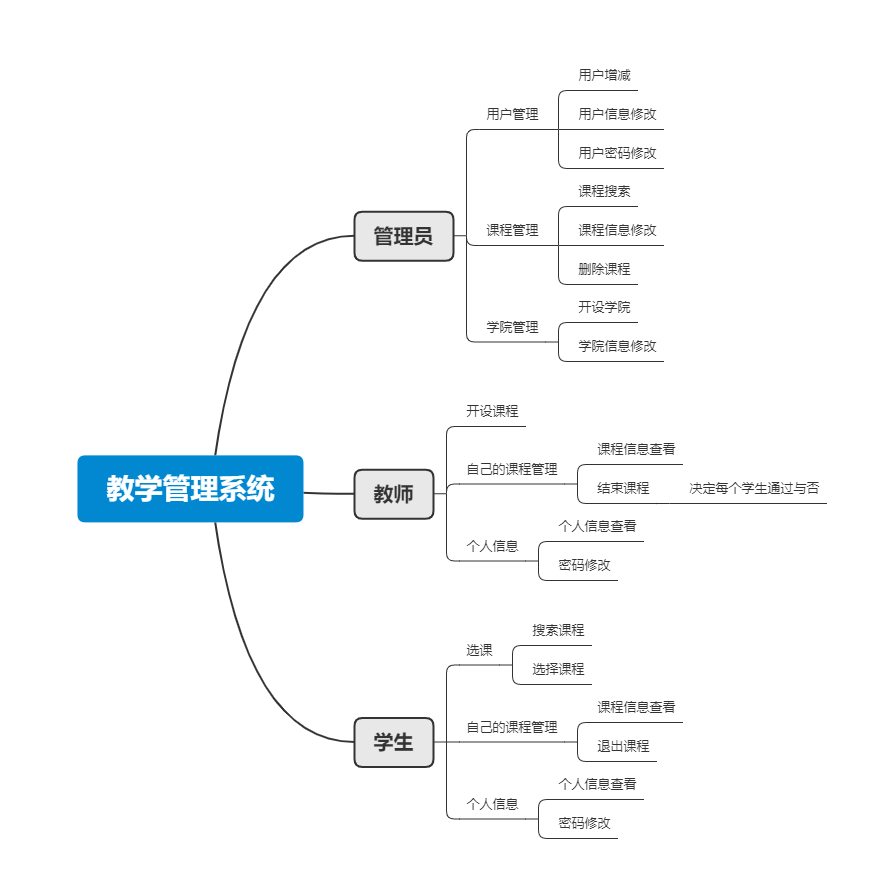 教学管理系统
管理员
用户管理
用户增减
用户信息修改
用户密码修改
课程管理
课程搜索
课程信息修改
删除课程
学院管理
开设学院
学院信息修改
教师
开设课程
自己的课程管理
课程信息查看
结束课程
决定每个学生通过与否
个人信息
个人信息查看
密码修改
学生
选课
搜索课程
选择课程
自己的课程管理
课程信息查看
退出课程
个人信息
个人信息查看
密码修改